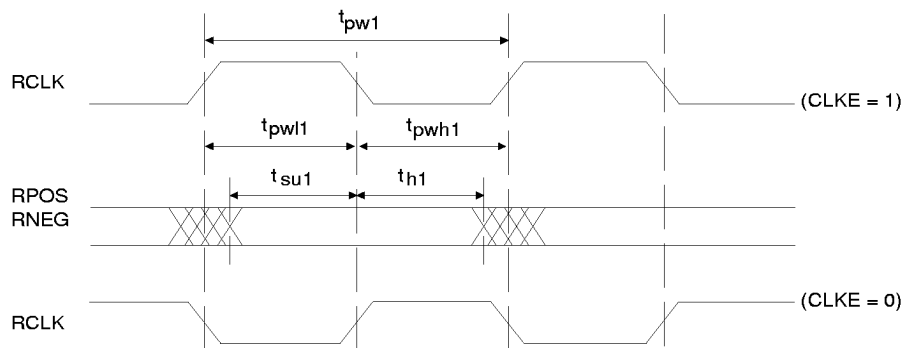 tpw1
RCLK
(CLKE = 1)
tpwl1 tpwh1
tsu1 th1
RPOS
RNEG
(CLKE = 0)
RCLK